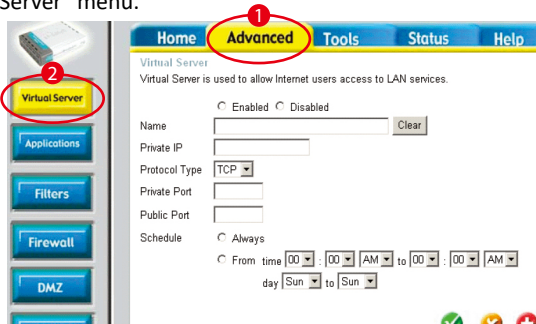 Server" menu.
1
Home Advanced Tools Status Help
Virtual Server
Virtual Server is used to allow Internet users access to LAN services.
2
Virtual Server
Enabled Disabled
Name Clear
Applications
Private IP
Protocol Type TCP
Filters
Private Port
Public Port
Firewall
Schedule Always
From time 00 : 00 AM to 00 : 00 AM
DMZ
day Sun to Sun